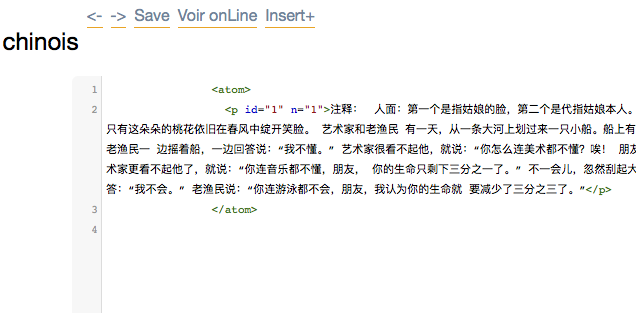 <- -> Save Voir onLine Insert+
chinois
1 <atom>
2 <p id="1" n="1">注释： 人面：第一个是指姑娘的脸，第二个是代指姑娘本人。
只有这朵朵的桃花依旧在春风中绽开笑脸。 艺术家和老渔民 有一天，从一条大河上划过来一只小船。船上有
老渔民一 边摇着船，一边回答说：“我不懂。” 艺术家很看不起他，就说：“你怎么连美术都不懂？唉！ 朋友
术家更看不起他了，就说：“你连音乐都不懂，朋友， 你的生命只剩下三分之一了。” 不一会儿，忽然刮起大
答：“我不会。” 老渔民说：“你连游泳都不会，朋友，我认为你的生命就 要减少了三分之三了。”</p>
3 </atom>
4